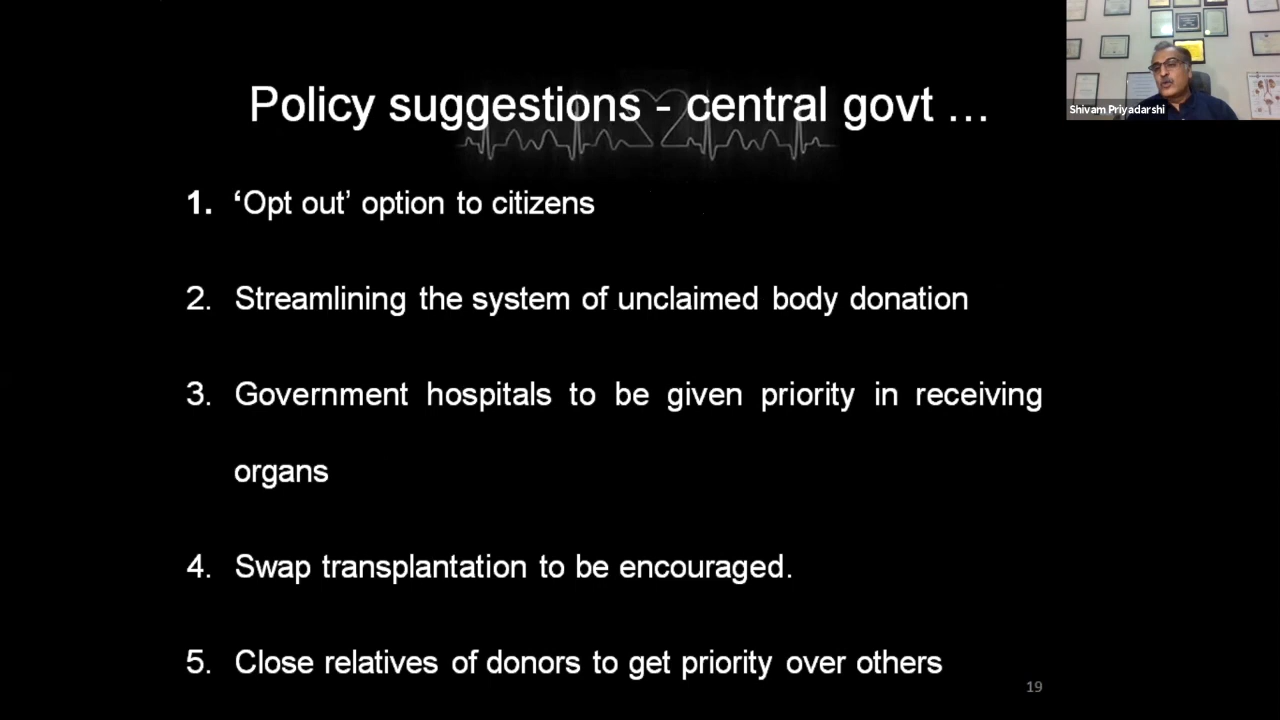 Policy suggestions - central govt …
Shivam Priyadarshi
1. ‘Opt out’ option to citizens
2. Streamlining the system of unclaimed body donation
3. Government hospitals to be given priority in receiving
organs
4. Swap transplantation to be encouraged.
5. Close relatives of donors to get priority over others
19